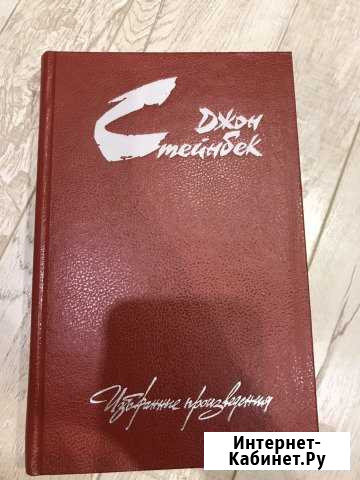 Джон
Стейнбек
Избранные произведения
Интернет-
Кабинет.Ру